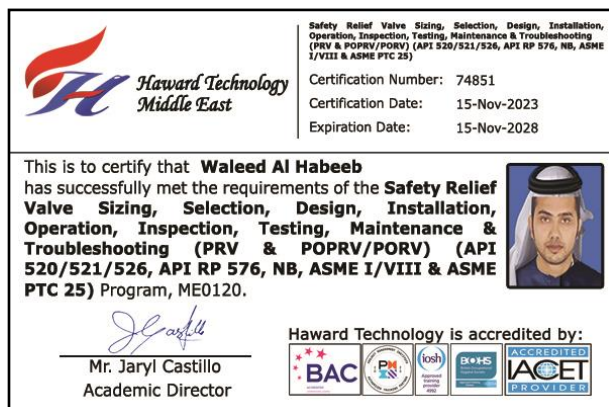 Haward Technology
Middle East
Safety Relief Valve Sizing, Selection, Design, Installation,
Operation, Inspection, Testing, Maintenance & Troubleshooting
(PRV & POPRV/PORV) (API 520/521/526, API RP 576, NB, ASME
I/VIII & ASME PTC 25)
Certification Number: 74851
Certification Date: 15-Nov-2023
Expiration Date: 15-Nov-2028
This is to certify that Waleed Al Habeeb
has successfully met the requirements of the Safety Relief
Valve Sizing, Selection, Design, Installation,
Operation, Inspection, Testing, Maintenance &
Troubleshooting (PRV & POPRV/PORV) (API
520/521/526, API RP 576, NB, ASME I/VIII & ASME
PTC 25) Program, ME0120.
Mr. Jaryl Castillo
Academic Director
Haward Technology is accredited by:
BAC
PM
iosh
Approved
training
provider
BOOHS
ACCREDITED
IACET
PROVIDER